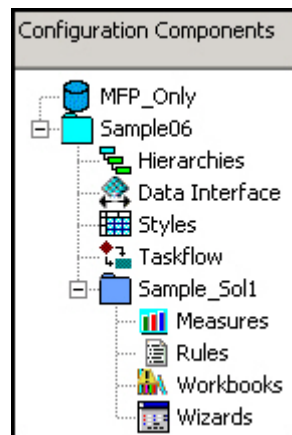 Configuration Components
MFP_Only
Sample06
Hierarchies
Data Interface
Styles
Taskflow
Sample_Sol1
Measures
Rules
Workbooks
Wizards